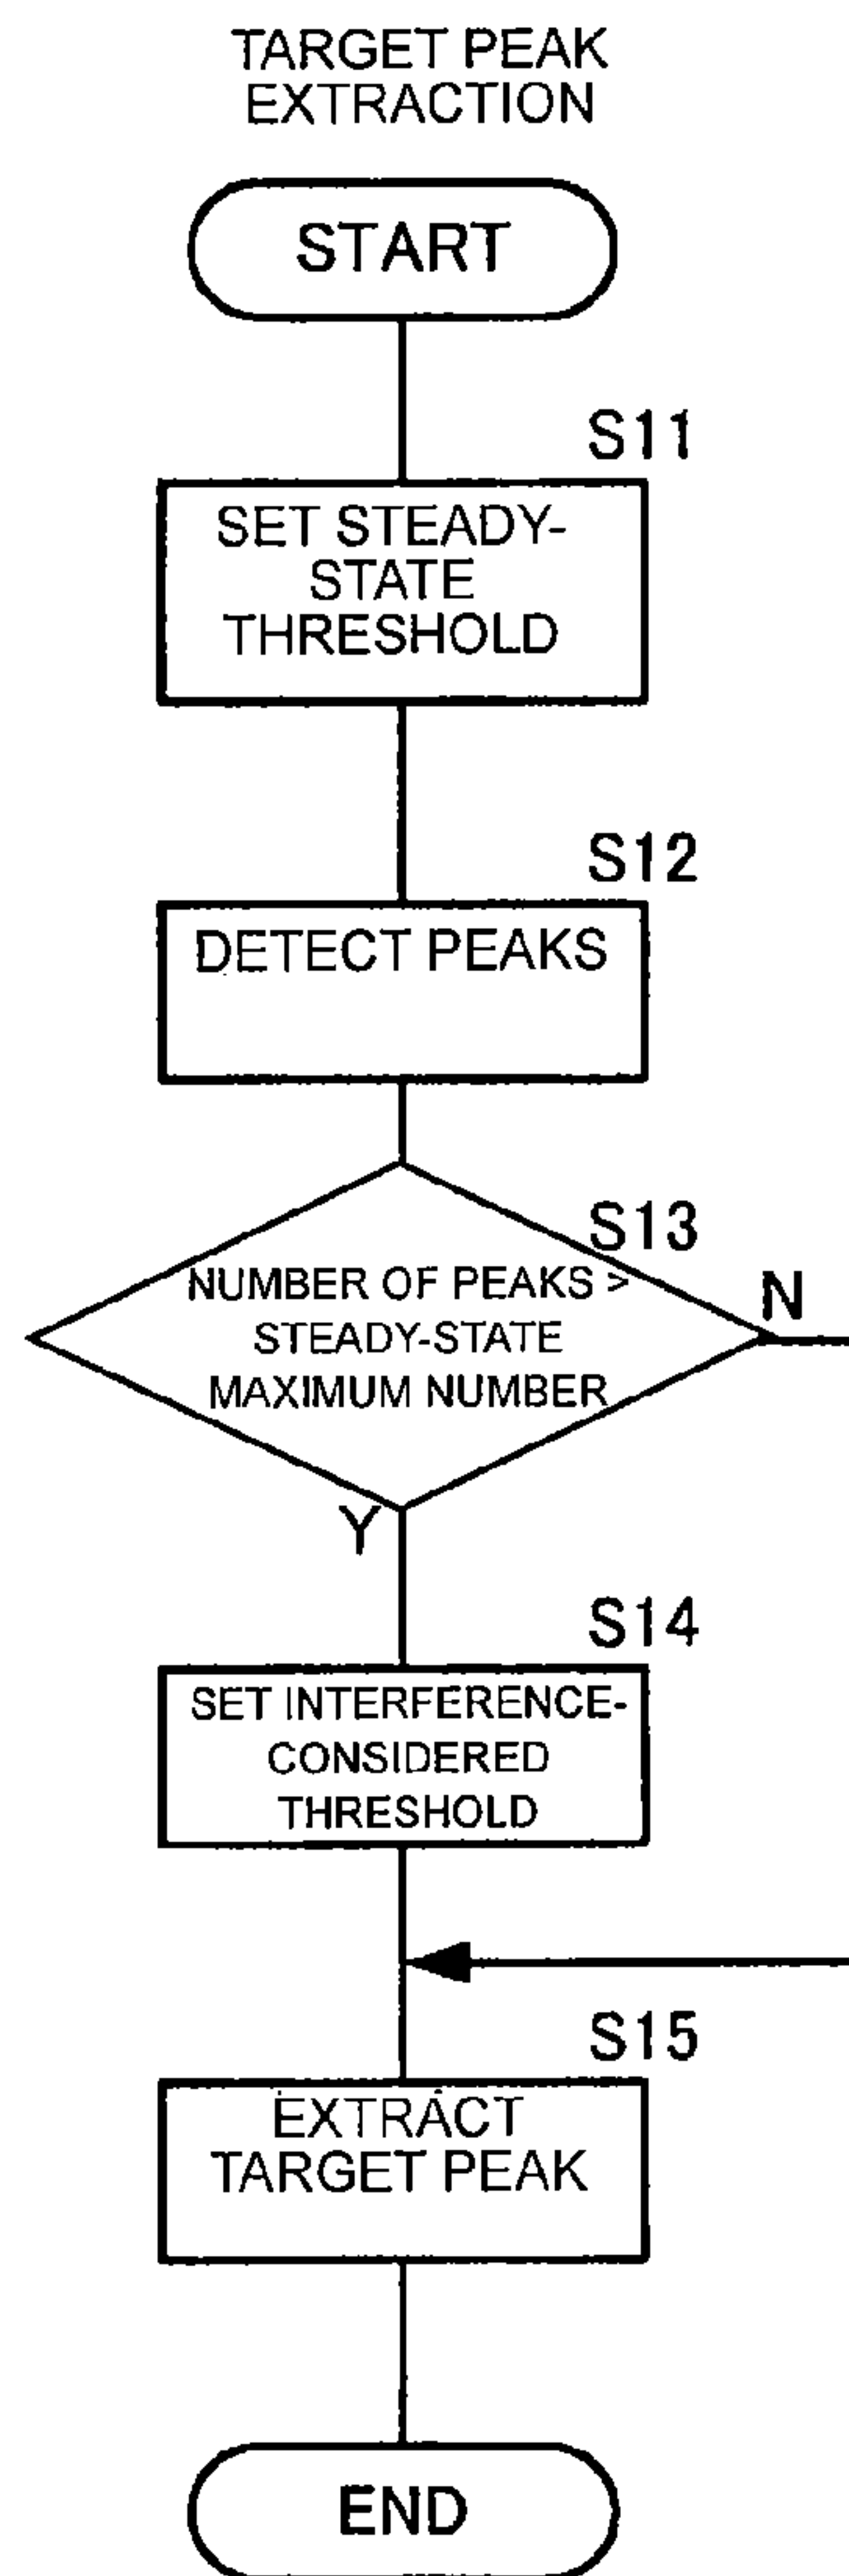 TARGET PEAK
EXTRACTION
START
S11
SET STEADY-
STATE
THRESHOLD
S12
DETECT PEAKS
S13
NUMBER OF PEAKS >
STEADY-STATE
MAXIMUM NUMBER
N
Y
S14
SET INTERFERENCE-
CONSIDERED
THRESHOLD
S15
EXTRACT
TARGET PEAK
END